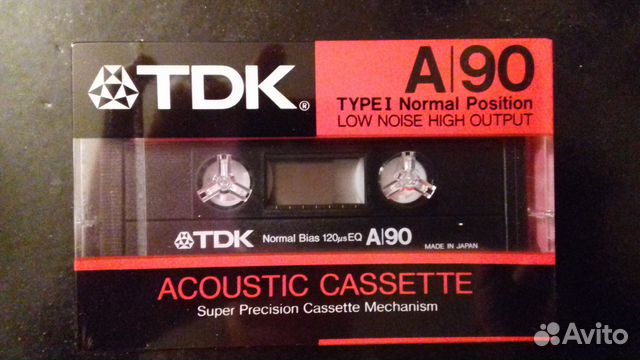 TDK®
A|90
TYPE I Normal Position
LOW NOISE HIGH OUTPUT
TDK Normal Bias 120µs EQ A|90
MADE IN JAPAN
ACOUSTIC CASSETTE
Super Precision Cassette Mechanism
Avito